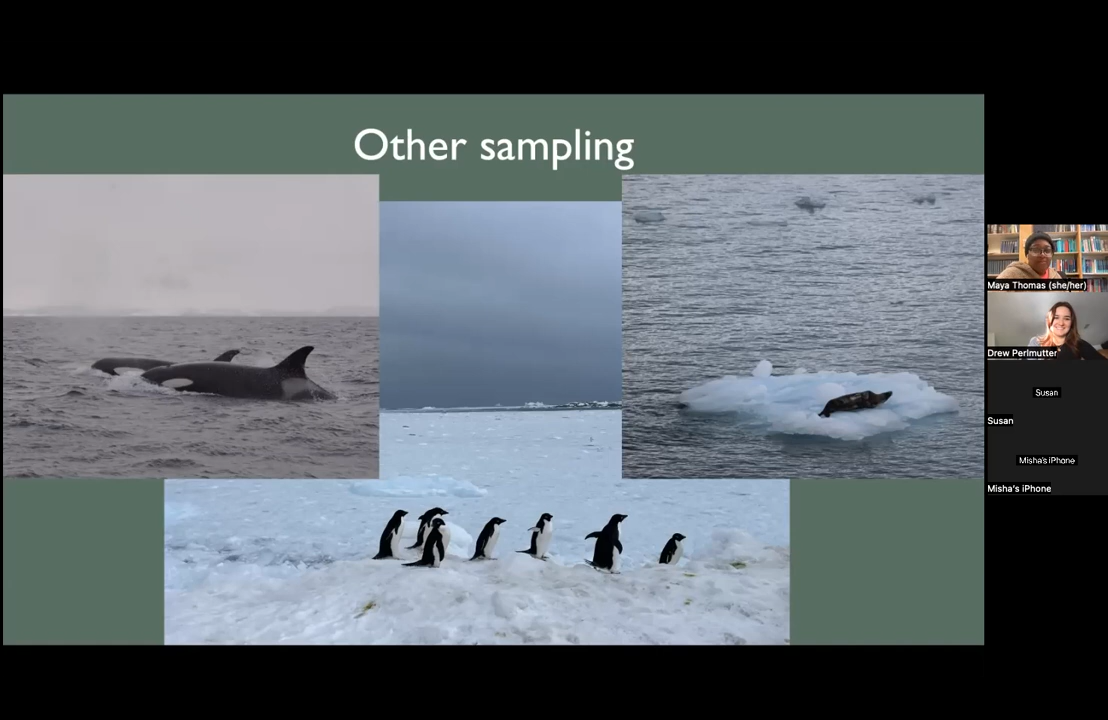 Other sampling
Maya Thomas (she/her)
Drew Perlmutter
Susan
Susan
Misha's iPhone
Misha's iPhone